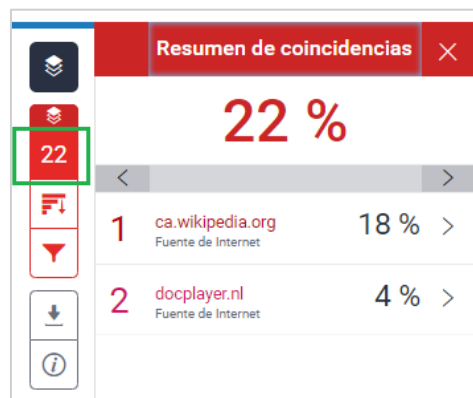 Resumen de coincidencias
22 %
22
1 ca.wikipedia.org 18 %
Fuente de Internet
2 docplayer.nl 4 %
Fuente de Internet